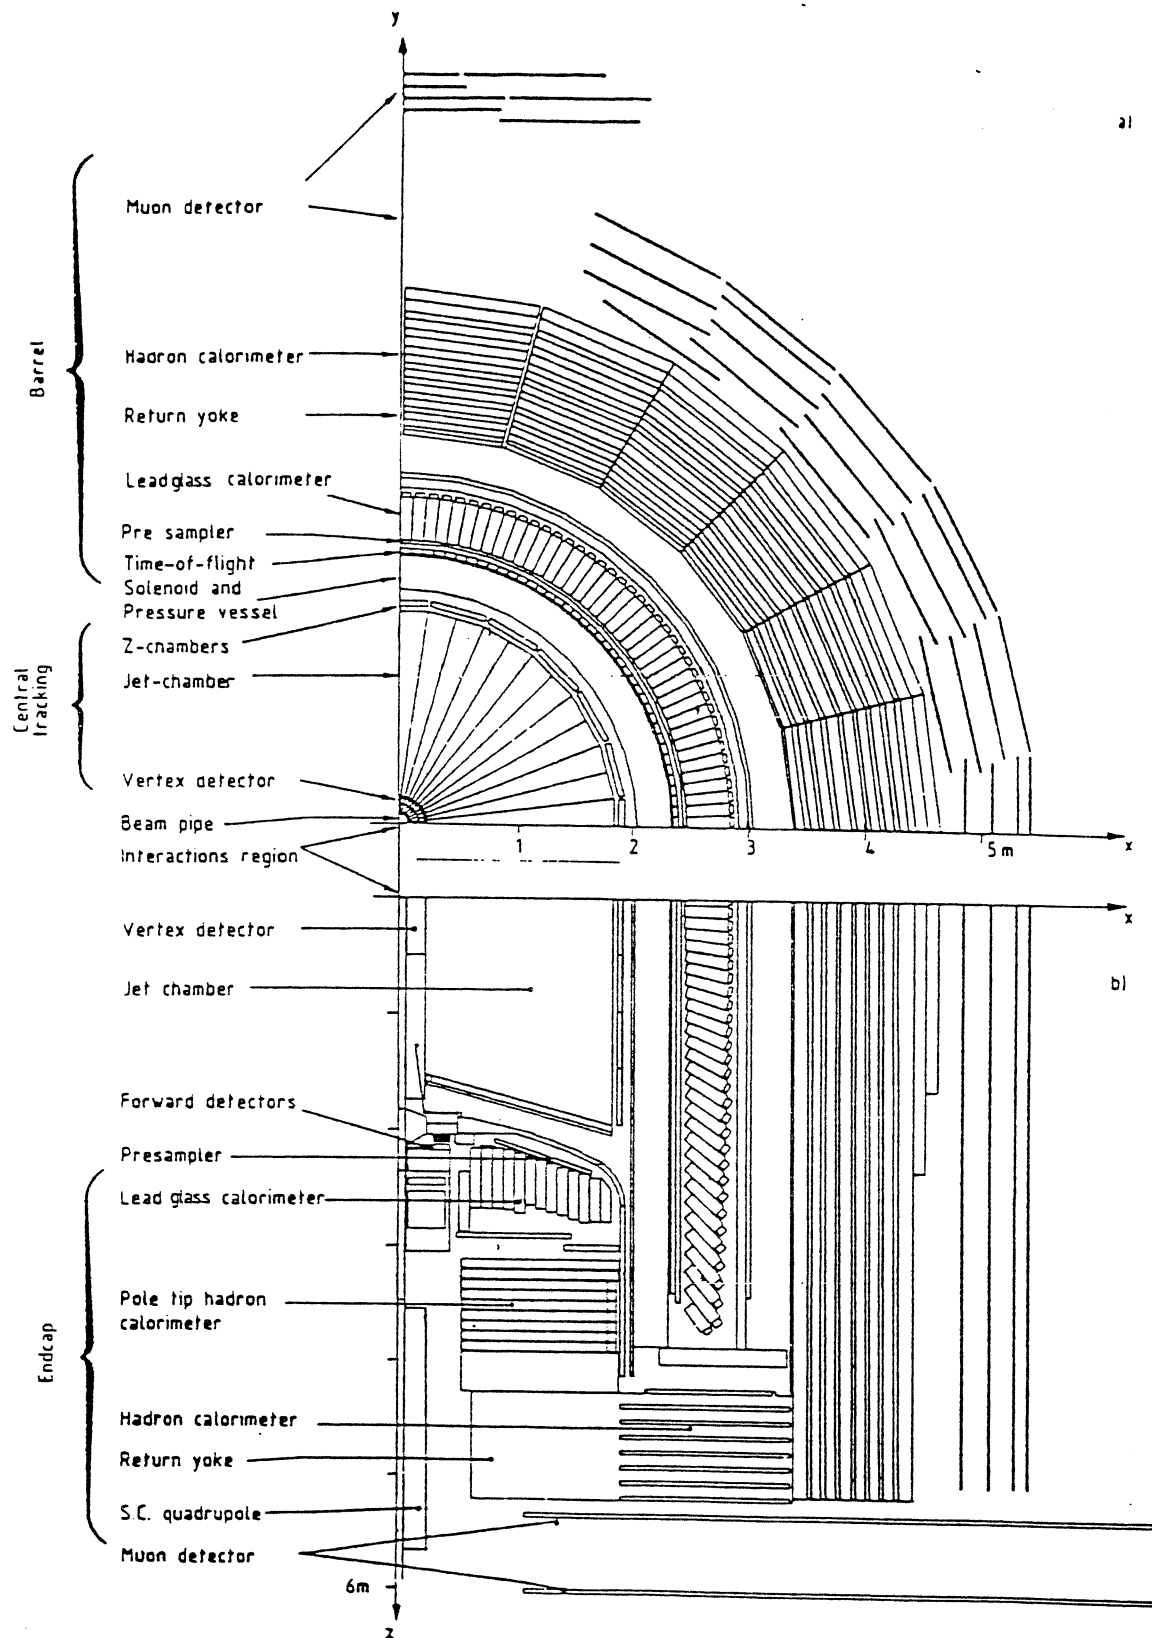 y
a)
Muon detector
Barrel
Hadron calorimeter
Return yoke
Leadglass calorimeter
Pre sampler
Time-of-flight
Solenoid and
Pressure vessel
Z-chambers
Central
tracking
Jet-chamber
Vertex detector
Beam pipe
Interactions region
1 2 3 4 5m
x
x
Vertex detector
b)
Jet chamber
Forward detectors
Presampler
Lead glass calorimeter
Pole tip hadron
calorimeter
Endcap
Hadron calorimeter
Return yoke
S.C. quadrupole
Muon detector
6m
z